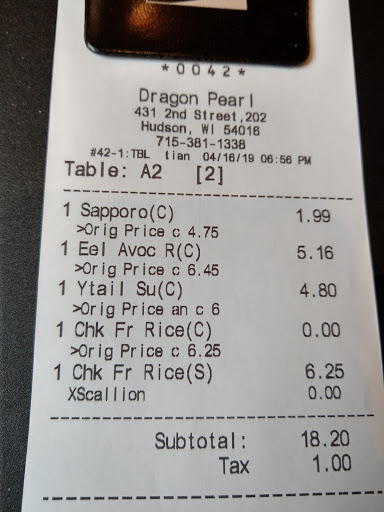 *0042*
Dragon Pearl
431 2nd Street,202
Hudson, WI 54016
715-381-1338
#42-1:TBL tian 04/16/19 06:56 PM
Table: A2 [2]
1 Sapporo(C) 1.99
>Orig Price c 4.75
1 Eel Avoc R(C) 5.16
>Orig Price c 6.45
1 Ytail Su(C) 4.80
>Orig Price an c 6
1 Chk Fr Rice(C) 0.00
>Orig Price c 6.25
1 Chk Fr Rice(S) 6.25
XScallion 0.00
Subtotal: 18.20
Tax 1.00